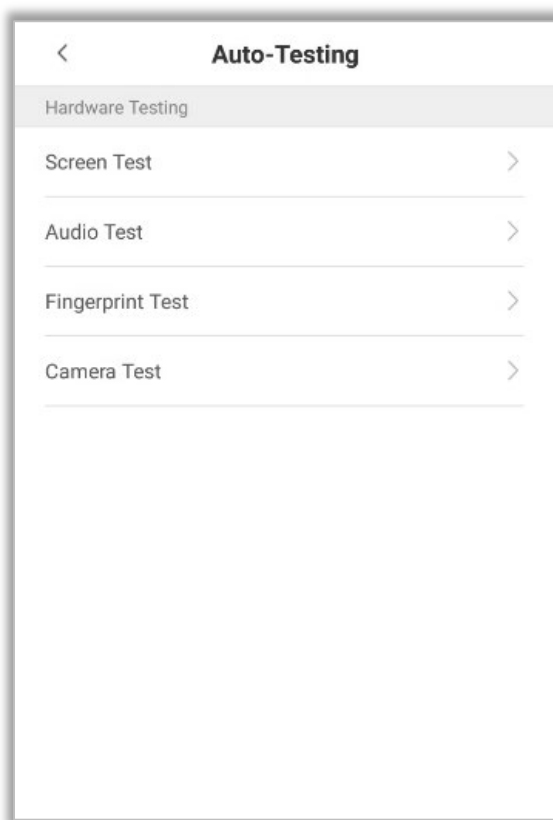 Auto-Testing
Hardware Testing
Screen Test
Audio Test
Fingerprint Test
Camera Test